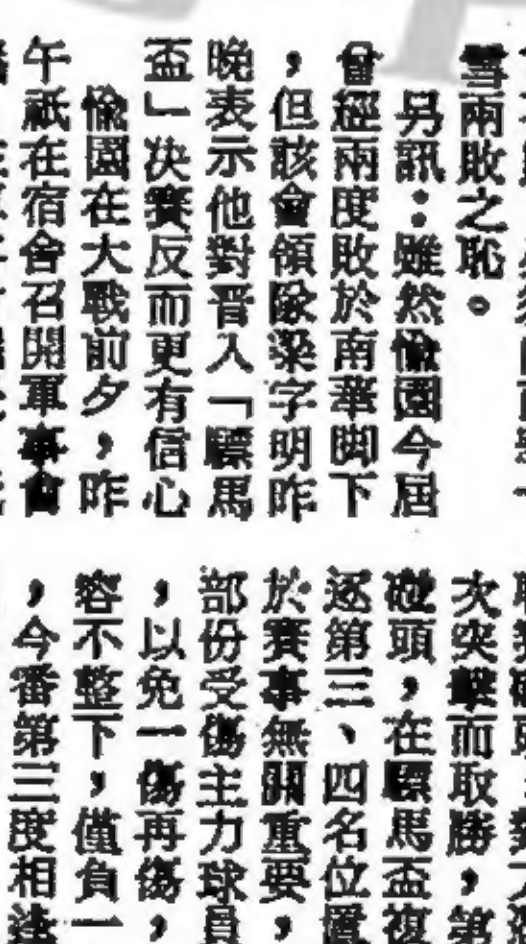 雪兩敗之恥。
另訊：雖然愉園今屆
曾經兩度敗於南華脚下
，但該會領隊梁字明昨
晚表示他對晋入「驃馬
盃」决賽反而更有信心
愉園在大戰前夕，昨
午祇在宿舍召開軍事會
次突擊而取勝，第
碰頭，在驃馬盃複
逐第三、四名位置
於賽事無關重要，
部份受傷主力球員
，以免一傷再傷，
容不整下，僅負一
，今番第三度相逢